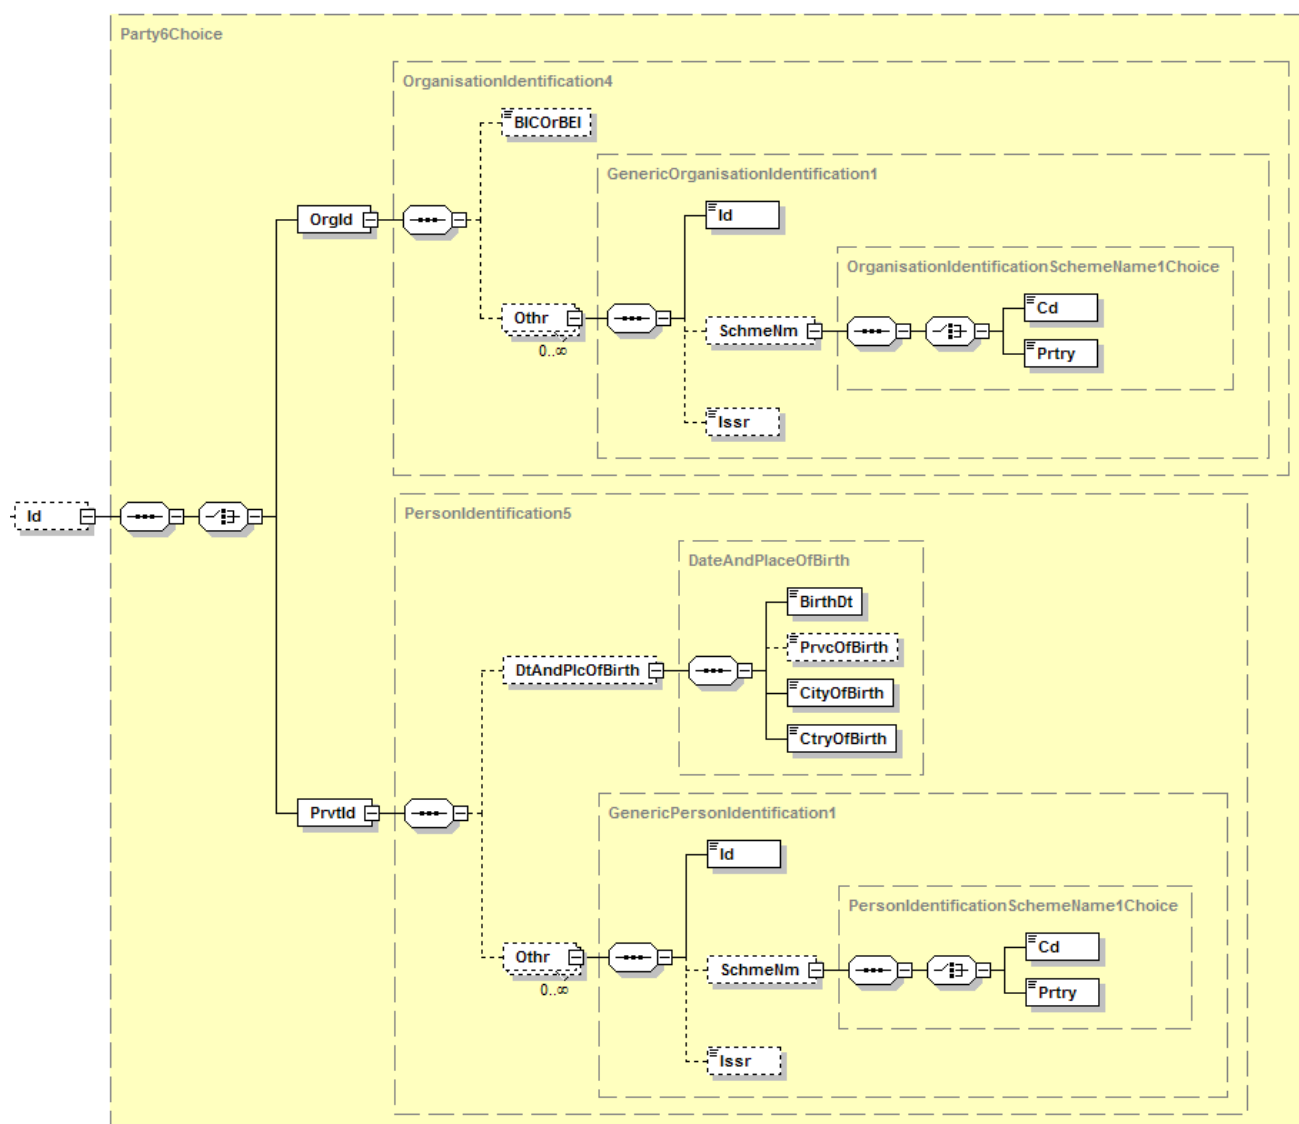 Party6Choice
OrganisationIdentification4
BICOrBEI
GenericOrganisationIdentification1
Id
OrgId
OrganisationIdentificationSchemeName1Choice
Cd
Othr
SchmeNm
Prtry
0..∞
Issr
Id
PersonIdentification5
DateAndPlaceOfBirth
BirthDt
PrvcOfBirth
DtAndPlcOfBirth
CityOfBirth
CtryOfBirth
PrvtId
GenericPersonIdentification1
Id
PersonIdentificationSchemeName1Choice
Cd
Othr
SchmeNm
Prtry
0..∞
Issr